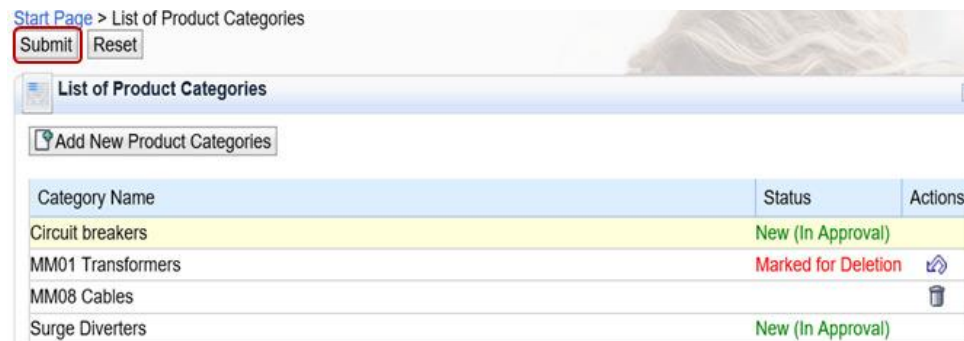 Start Page > List of Product Categories
Submit Reset
List of Product Categories
Add New Product Categories
Category Name Status Actions
Circuit breakers New (In Approval)
MM01 Transformers Marked for Deletion
MM08 Cables
Surge Diverters New (In Approval)